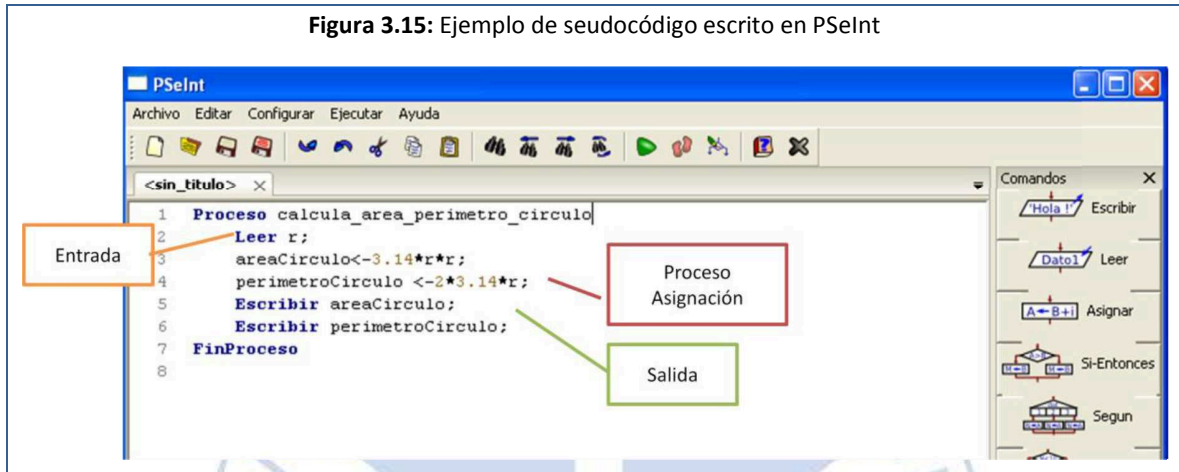 Figura 3.15: Ejemplo de seudocódigo escrito en PSeInt
PSeInt
Archivo Editar Configurar Ejecutar Ayuda
<sin_titulo>
Comandos
1 Proceso calcula_area_perimetro_circulo
2 Leer r;
3 areaCirculo<-3.14*r*r;
4 perimetroCirculo <-2*3.14*r;
5 Escribir areaCirculo;
6 Escribir perimetroCirculo;
7 FinProceso
8
Entrada
Proceso
Asignación
Salida
'Hola !' Escribir
Dato1 Leer
A←B+i Asignar
Si-Entonces
Segun